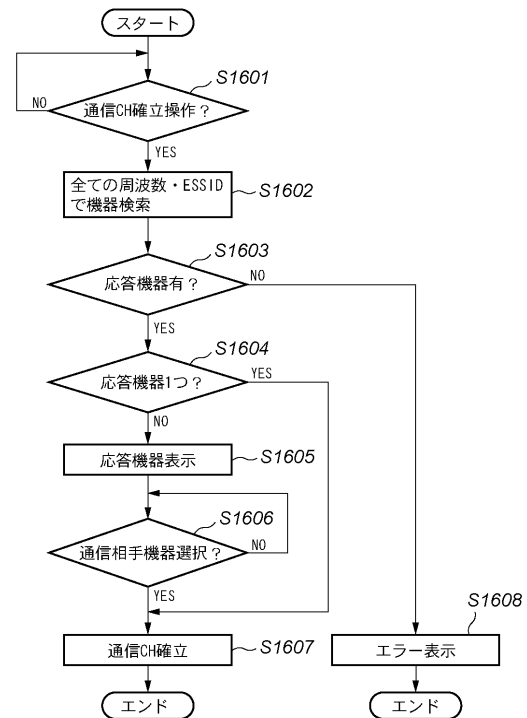 スタート
S1601
通信CH確立操作？
NO
YES
全ての周波数・ESSID
で機器検索
S1602
S1603
応答機器有？
NO
YES
S1604
応答機器1つ？
YES
NO
応答機器表示
S1605
S1606
通信相手機器選択？
NO
YES
通信CH確立
S1607
S1608
エラー表示
エンド
エンド